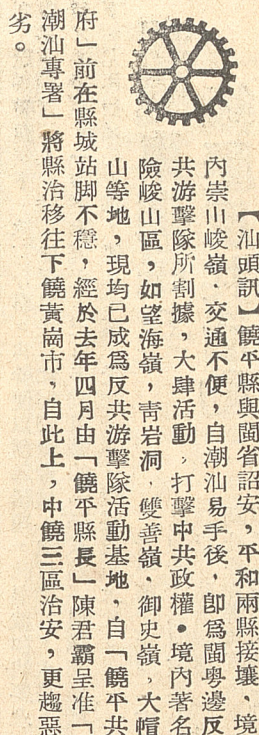 【汕頭訊】饒平縣與閩省詔安，平和兩縣接壤，境
內崇山峻嶺．交通不便，自潮汕易手後，卽爲閩粤邊反
共游擊隊所割據，大肆活動，打擊中共政權●境內著名
險峻山區，如望海嶺，靑岩洞．雙善嶺，御史嶺，大帽
山等地，現均已成爲反共游擊隊活動基地，自「饒平共
府」前在縣城站脚不穩，經於去年四月由「饒平縣長」陳君霸呈准「
潮汕專署」將縣治移往下饒黃崗市，自此上，中饒三區治安，更趨惡
劣。